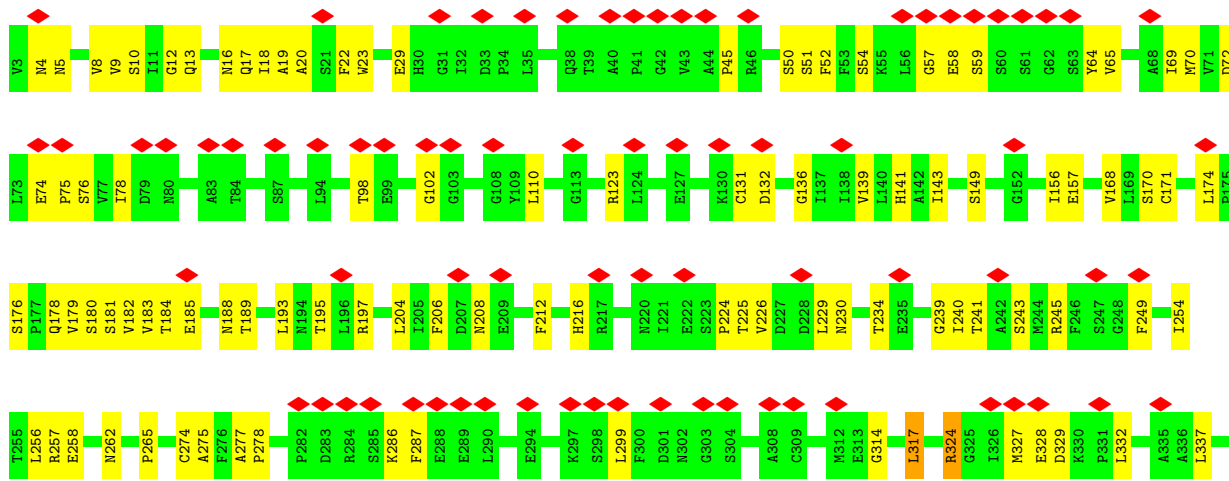 V3 N4 N5 V8 V9 S10 I11 G12 Q13 N16 Q17 I18 A19 A20 S21 F22 W23 E29 H30 G31 I32 D33 P34 L35 Q38 T39 A40 P41 G42 V43 A44 P45 R46 S50 S51 F52 F53 S54 K55 L56 G57 E58 S59 S60 S61 G62 S63 Y64 V65 A68 I69 M70 V71 D72
L73 E74 P75 S76 V77 I78 D79 N80 A83 T84 S87 L94 T98 E99 G102 G103 G108 Y109 L110 G113 R123 L124 E127 K130 C131 D132 G136 I137 I138 V139 L140 H141 A142 I143 S149 G152 I156 E157 V168 L169 S170 C171 L174 P175
S176 P177 Q178 V179 S180 S181 V182 V183 T184 E185 N188 T189 L193 N194 T195 L196 R197 L204 I205 F206 D207 N208 E209 F212 H216 R217 N220 I221 E222 S223 P224 T225 V226 D227 D228 L229 N230 T234 E235 G239 I240 T241 A242 S243 M244 R245 F246 S247 G248 F249 I254
T255 L256 R257 E258 N262 P265 C274 A275 F276 A277 P278 P282 D283 R284 S285 K286 F287 E288 E289 L290 E294 K297 S298 L299 F300 D301 N302 G303 S304 A308 C309 M312 E313 G314 L317 R324 G325 I326 M327 E328 D329 K330 P331 L332 A335 A336 L337